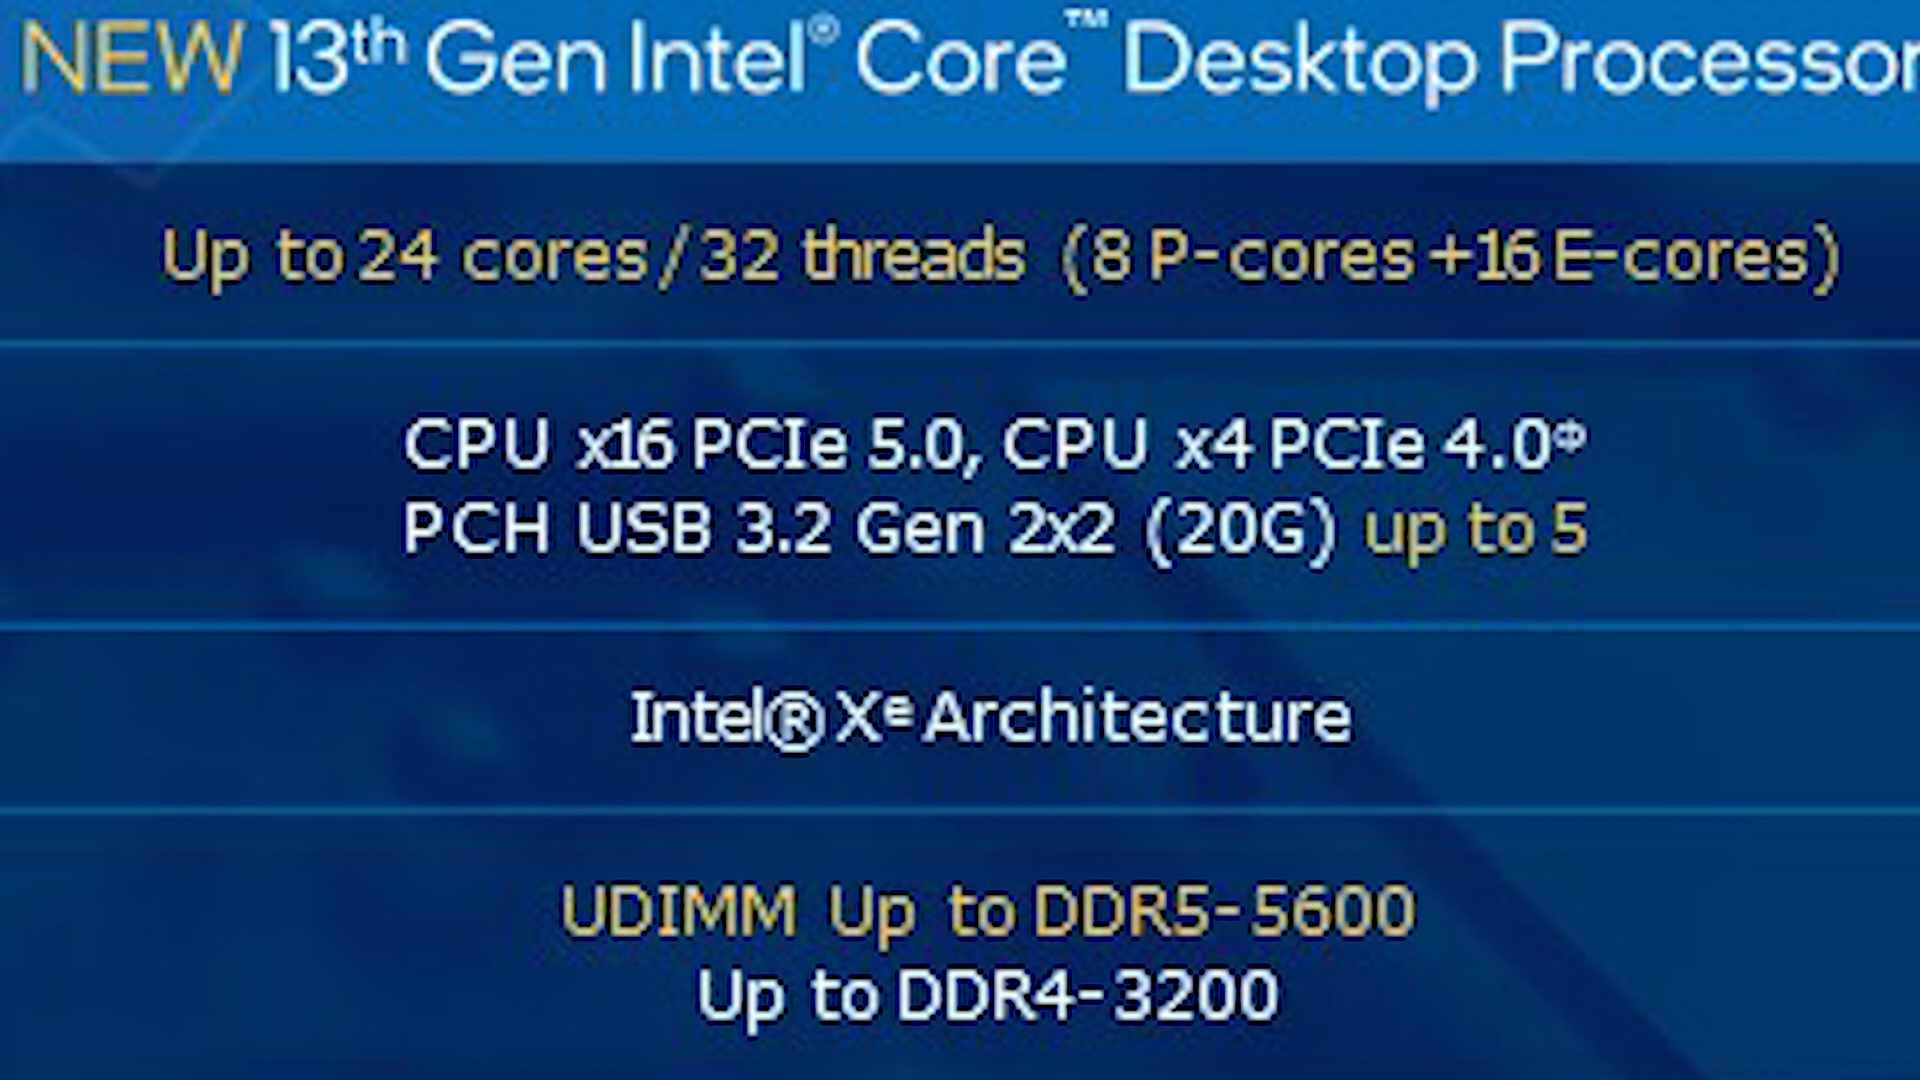 NEW 13th Gen Intel® Core™ Desktop Processor
Up to 24 cores / 32 threads (8 P-cores +16 E-cores)
CPU x16 PCIe 5.0, CPU x4 PCIe 4.0Φ
PCH USB 3.2 Gen 2x2 (20G) up to 5
Intel® Xe Architecture
UDIMM Up to DDR5-5600
Up to DDR4-3200